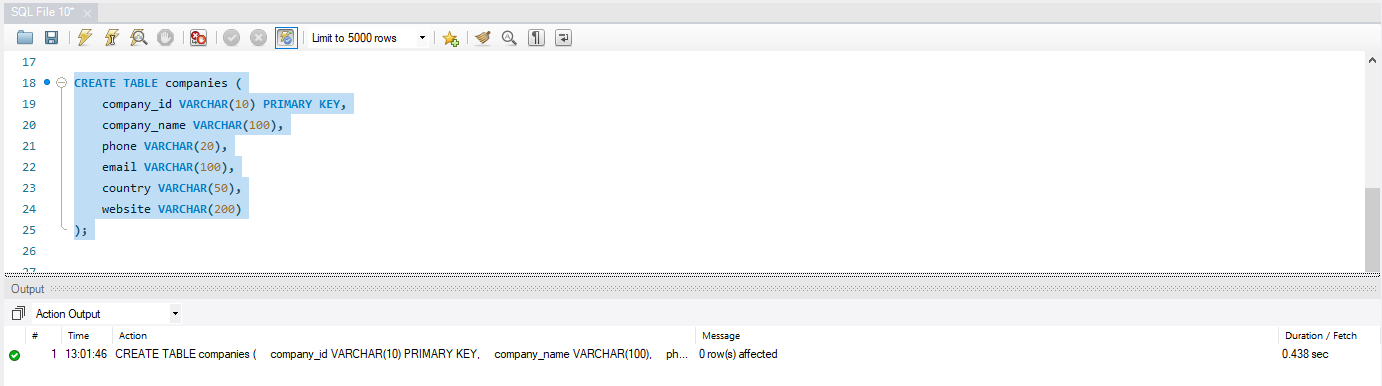 SQL File 10*
Limit to 5000 rows
17
18 CREATE TABLE companies (
19 company_id VARCHAR(10) PRIMARY KEY,
20 company_name VARCHAR(100),
21 phone VARCHAR(20),
22 email VARCHAR(100),
23 country VARCHAR(50),
24 website VARCHAR(200)
25 );
26
27
Output
Action Output
# Time Action Message Duration / Fetch
1 13:01:46 CREATE TABLE companies ( company_id VARCHAR(10) PRIMARY KEY, company_name VARCHAR(100), ph... 0 row(s) affected 0.438 sec